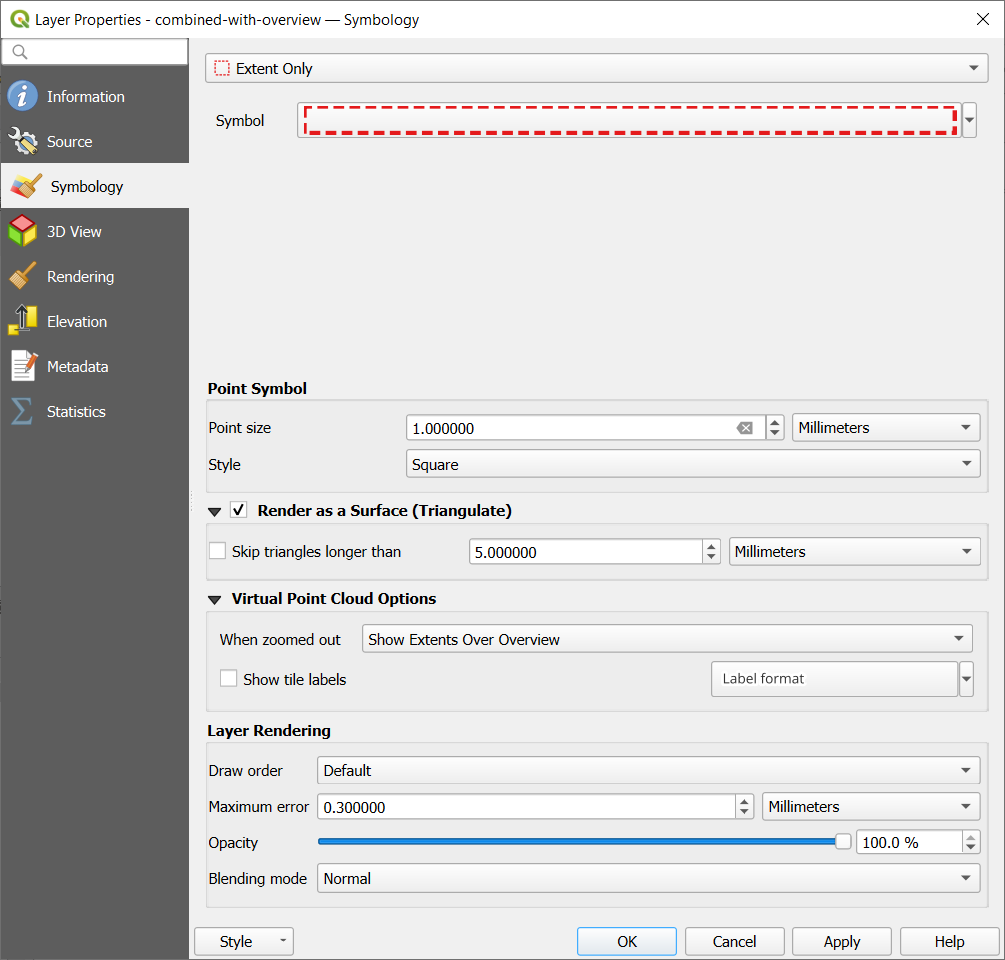 Layer Properties - combined-with-overview — Symbology
Information
Source
Symbology
3D View
Rendering
Elevation
Metadata
Statistics
Extent Only
Symbol
Point Symbol
Point size 1.000000 Millimeters
Style Square
Render as a Surface (Triangulate)
Skip triangles longer than 5.000000 Millimeters
Virtual Point Cloud Options
When zoomed out Show Extents Over Overview
Show tile labels Label format
Layer Rendering
Draw order Default
Maximum error 0.300000 Millimeters
Opacity 100.0 %
Blending mode Normal
Style OK Cancel Apply Help